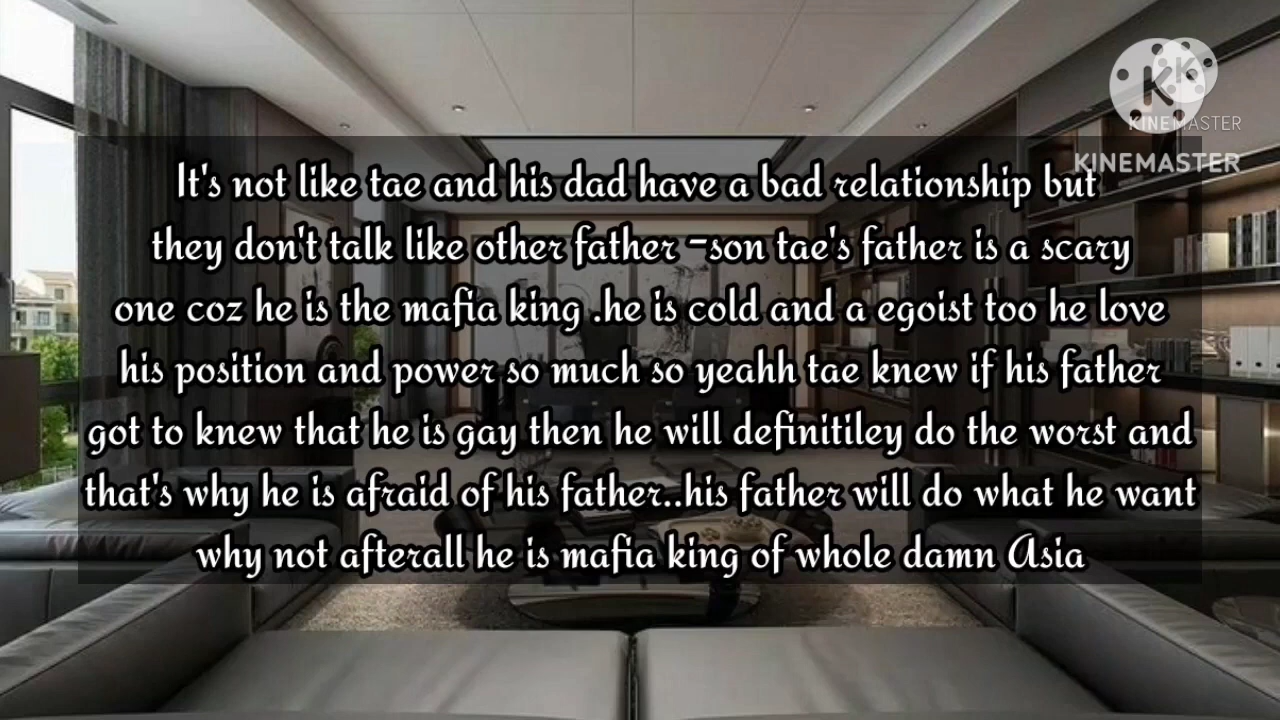 KINEMASTER
KINEMASTER
It's not like tae and his dad have a bad relationship but
they don't talk like other father -son tae's father is a scary
one coz he is the mafia king .he is cold and a egoist too he love
his position and power so much so yeahh tae knew if his father
got to knew that he is gay then he will definitiley do the worst and
that's why he is afraid of his father..his father will do what he want
why not afterall he is mafia king of whole damn Asia